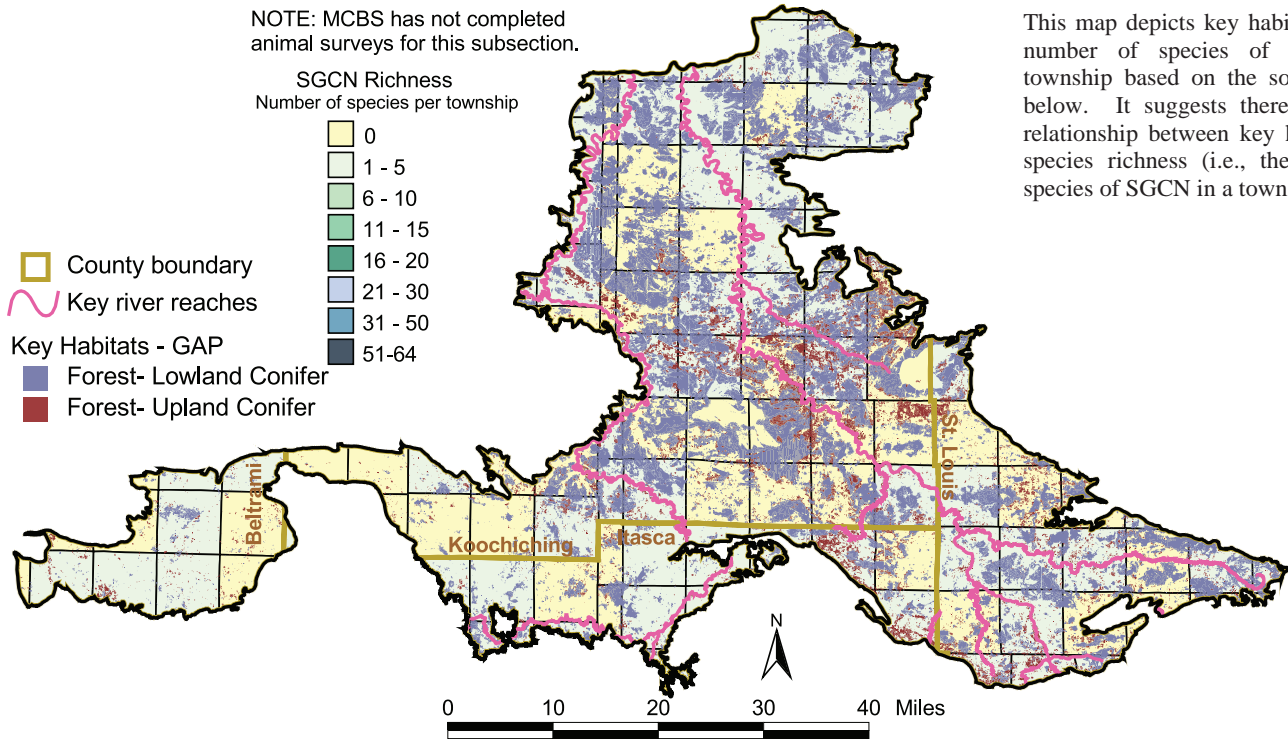 NOTE: MCBS has not completed
animal surveys for this subsection.
SGCN Richness
Number of species per township
0
1 - 5
6 - 10
11 - 15
16 - 20
21 - 30
31 - 50
51-64
County boundary
Key river reaches
Key Habitats - GAP
Forest- Lowland Conifer
Forest- Upland Conifer
This map depicts key habi
number of species of
township based on the so
below. It suggests there
relationship between key
species richness (i.e., the
species of SGCN in a town
Beltrami
Koochiching
Itasca
St. Louis
N
0 10 20 30 40 Miles